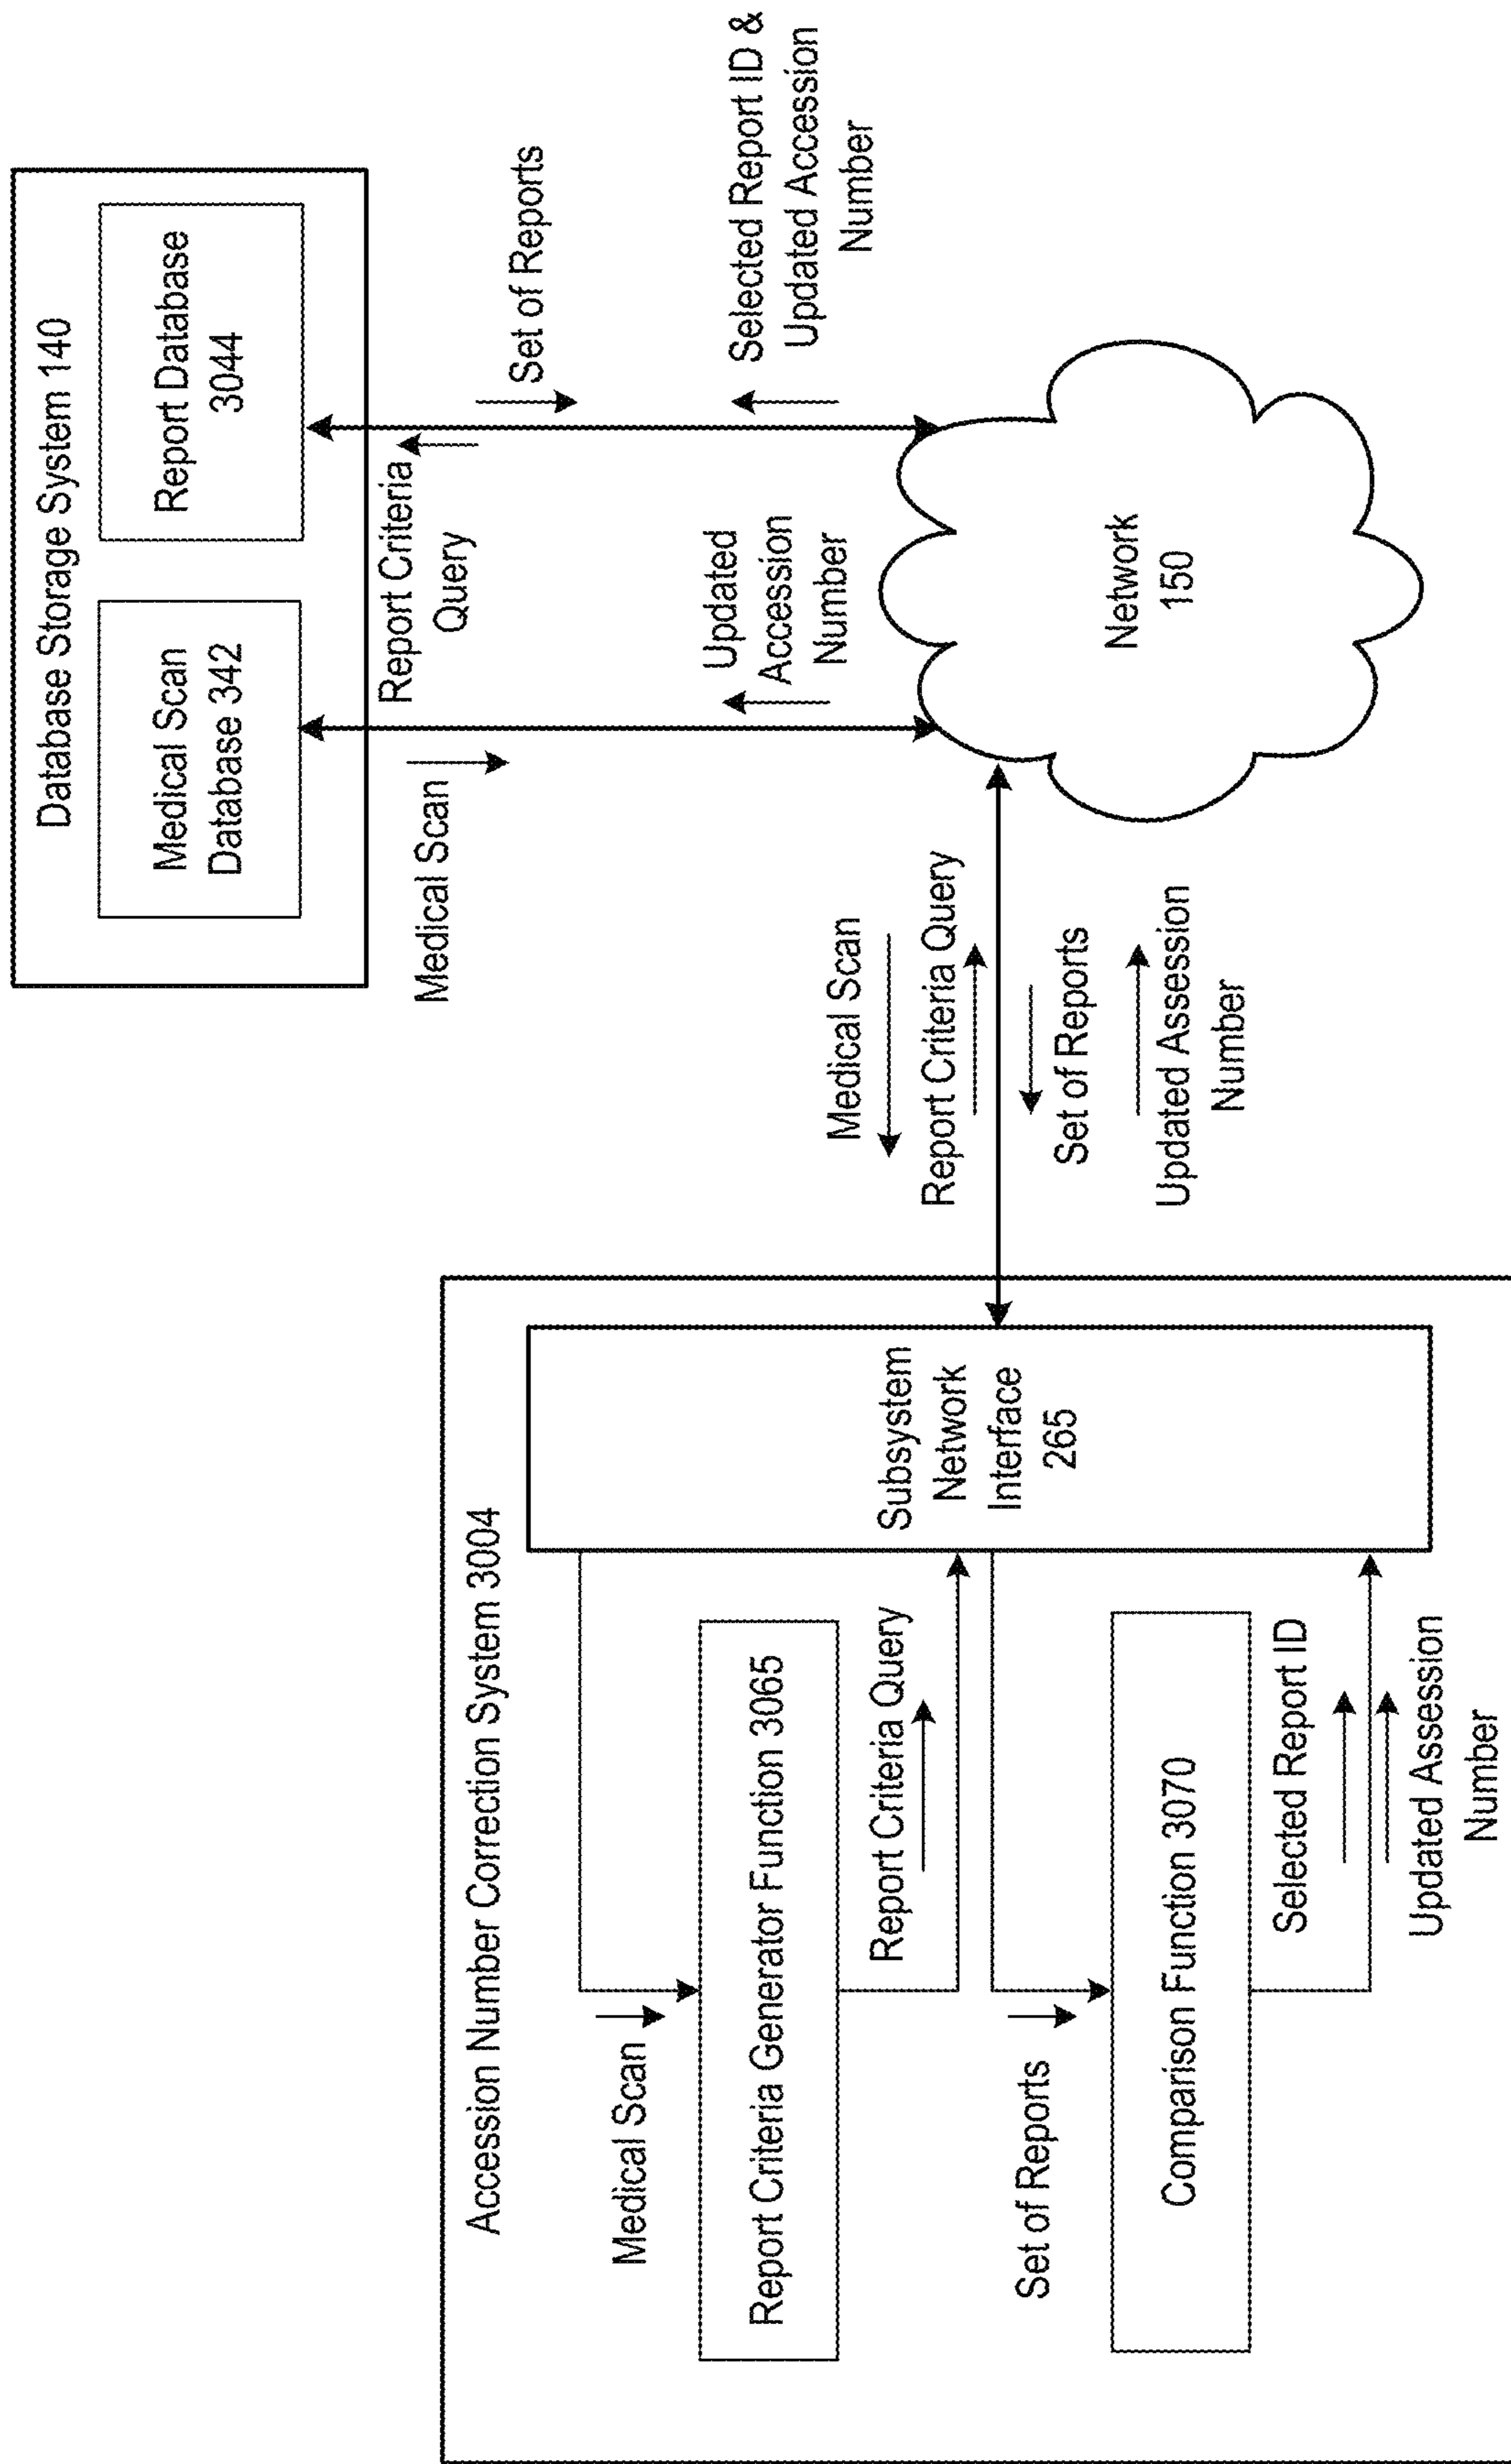 Database Storage System 140
Medical Scan
Database 342
Report Database
3044
Medical Scan
Report Criteria
Query
Set of Reports
Updated
Accession
Number
Selected Report ID &
Updated Accession
Number
Network
150
Medical Scan
Report Criteria Query
Set of Reports
Updated Assession
Number
Accession Number Correction System 3004
Subsystem
Network
Interface
265
Medical Scan
Report Criteria Generator Function 3065
Report Criteria Query
Set of Reports
Comparison Function 3070
Selected Report ID
Updated Assession
Number